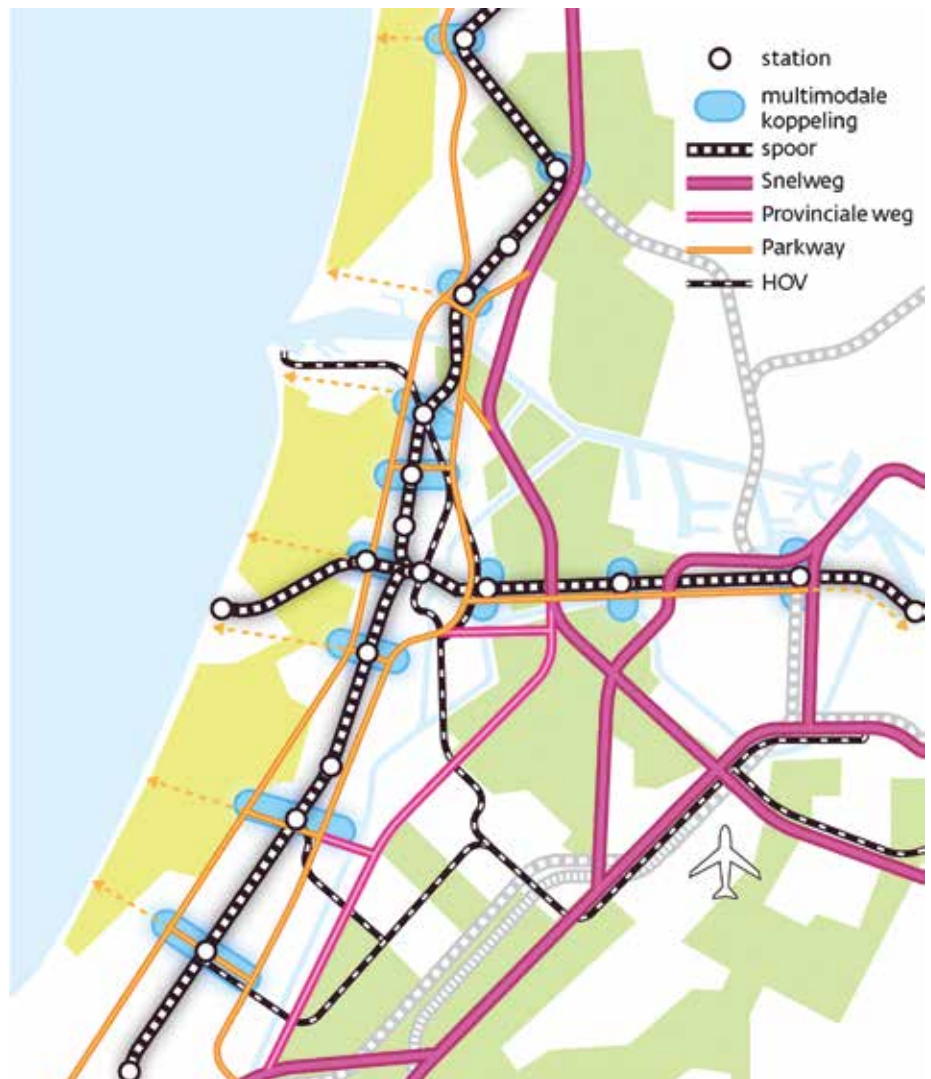 station
multimodale
koppeling
spoor
Snelweg
Provinciale weg
Parkway
HOV